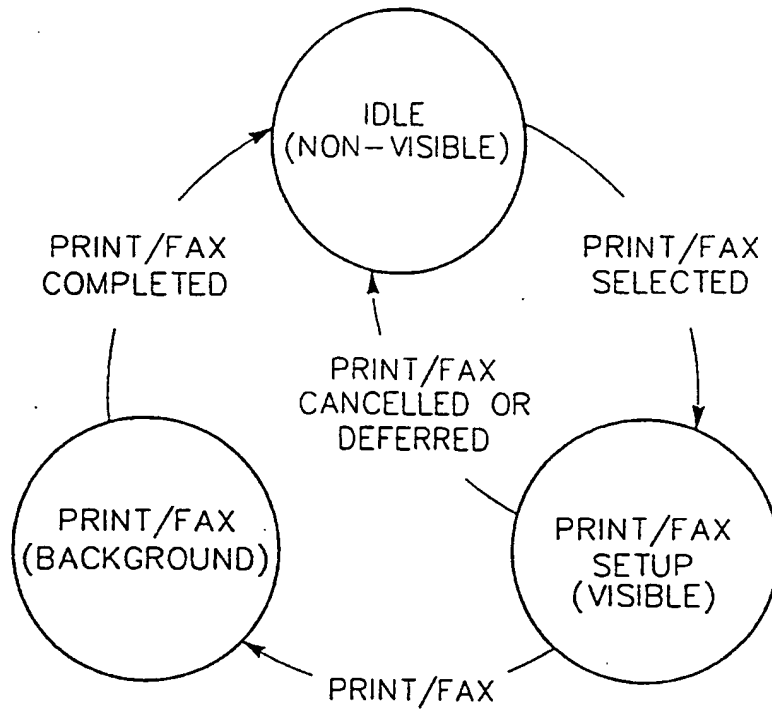 IDLE
(NON-VISIBLE)
PRINT/FAX
COMPLETED
PRINT/FAX
SELECTED
PRINT/FAX
CANCELLED OR
DEFERRED
PRINT/FAX
(BACKGROUND)
PRINT/FAX
SETUP
(VISIBLE)
PRINT/FAX